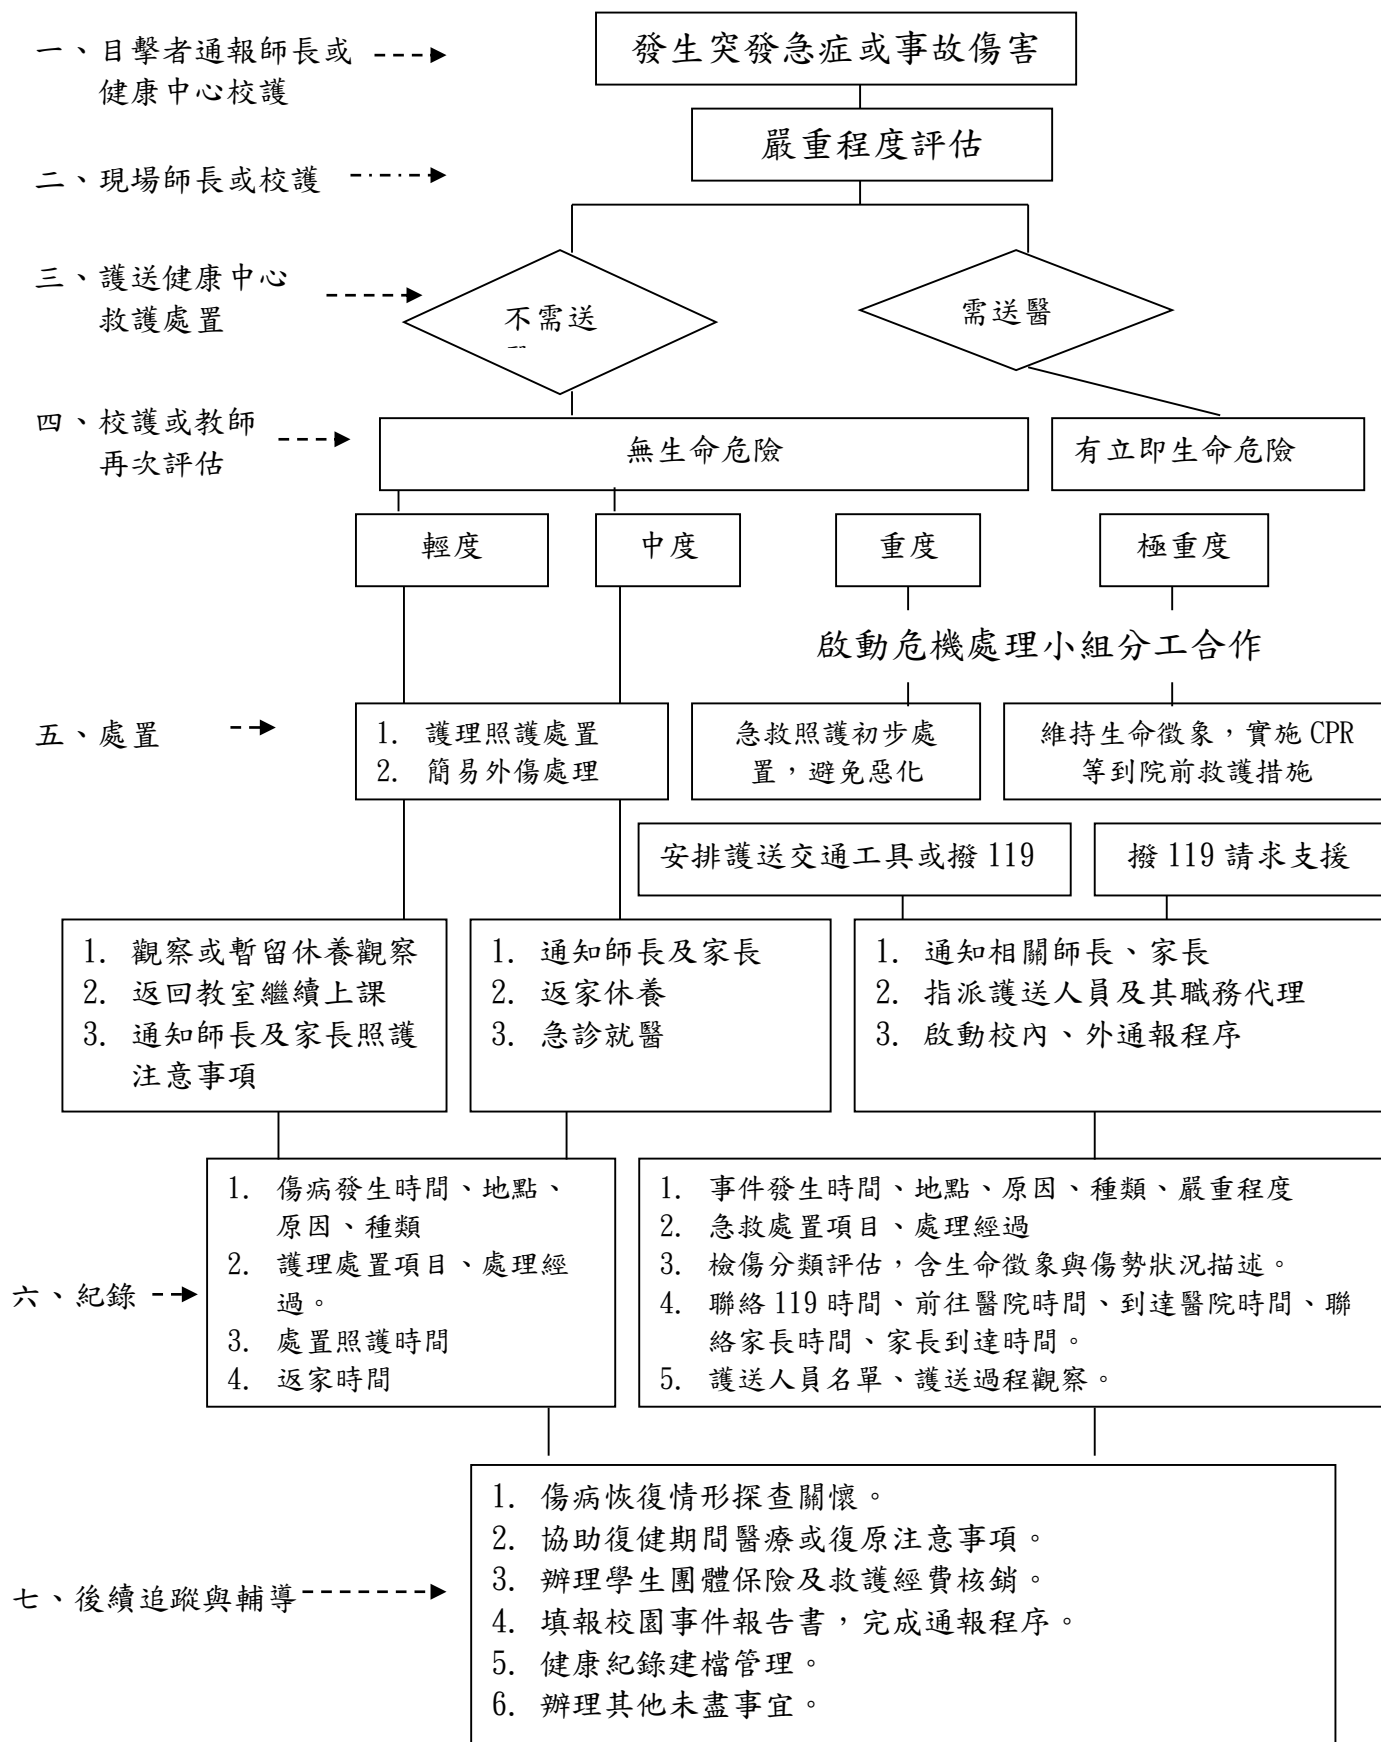 一、目擊者通報師長或
健康中心校護
發生突發急症或事故傷害
嚴重程度評估
二、現場師長或校護
三、護送健康中心
救護處置
不需送
需送醫
四、校護或教師
再次評估
無生命危險
有立即生命危險
輕度
中度
重度
極重度
啟動危機處理小組分工合作
五、處置
1. 護理照護處置
2. 簡易外傷處理
急救照護初步處
置，避免惡化
維持生命徵象，實施 CPR
等到院前救護措施
安排護送交通工具或撥 119
撥 119 請求支援
1. 觀察或暫留休養觀察
2. 返回教室繼續上課
3. 通知師長及家長照護
注意事項
1. 通知師長及家長
2. 返家休養
3. 急診就醫
1. 通知相關師長、家長
2. 指派護送人員及其職務代理
3. 啟動校內、外通報程序
六、紀錄
1. 傷病發生時間、地點、
原因、種類
2. 護理處置項目、處理經
過。
3. 處置照護時間
4. 返家時間
1. 事件發生時間、地點、原因、種類、嚴重程度
2. 急救處置項目、處理經過
3. 檢傷分類評估，含生命徵象與傷勢狀況描述。
4. 聯絡 119 時間、前往醫院時間、到達醫院時間、聯
絡家長時間、家長到達時間。
5. 護送人員名單、護送過程觀察。
七、後續追蹤與輔導
1. 傷病恢復情形探查關懷。
2. 協助復健期間醫療或復原注意事項。
3. 辦理學生團體保險及救護經費核銷。
4. 填報校園事件報告書，完成通報程序。
5. 健康紀錄建檔管理。
6. 辦理其他未盡事宜。